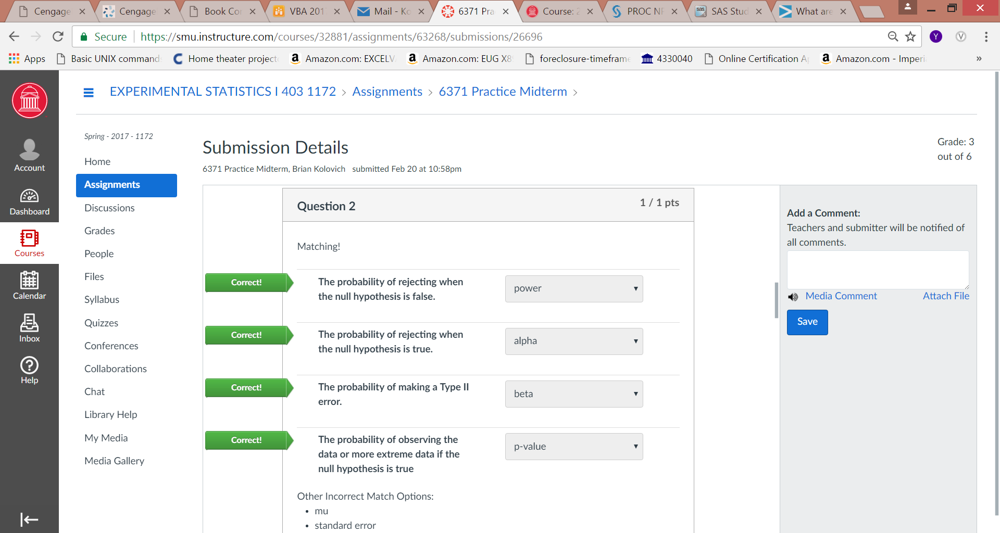 Cengage
Cengage
Book Co
VBA 201
Mail - Ko
6371 Pra
Course: 2
PROC NP
SAS Stud
What are
Secure
https://smu.instructure.com/courses/32881/assignments/63268/submissions/26696
Y
V
Apps
Basic UNIX command
Home theater project
Amazon.com: EXCELV
Amazon.com: EUG X8
foreclosure-timeframe
4330040
Online Certification A
Amazon.com - Imperi
»
EXPERIMENTAL STATISTICS I 403 1172 > Assignments > 6371 Practice Midterm >
Account
Dashboard
Courses
Calendar
Inbox
Help
Spring - 2017 - 1172
Home
Assignments
Discussions
Grades
People
Files
Syllabus
Quizzes
Conferences
Collaborations
Chat
Library Help
My Media
Media Gallery
Submission Details
6371 Practice Midterm, Brian Kolovich submitted Feb 20 at 10:58pm
Grade: 3
out of 6
Question 2
1 / 1 pts
Matching!
Correct!
The probability of rejecting when
the null hypothesis is false.
power
Correct!
The probability of rejecting when
the null hypothesis is true.
alpha
Correct!
The probability of making a Type II
error.
beta
Correct!
The probability of observing the
data or more extreme data if the
null hypothesis is true
p-value
Other Incorrect Match Options:
• mu
• standard error
Add a Comment:
Teachers and submitter will be notified of
all comments.
Media Comment
Attach File
Save